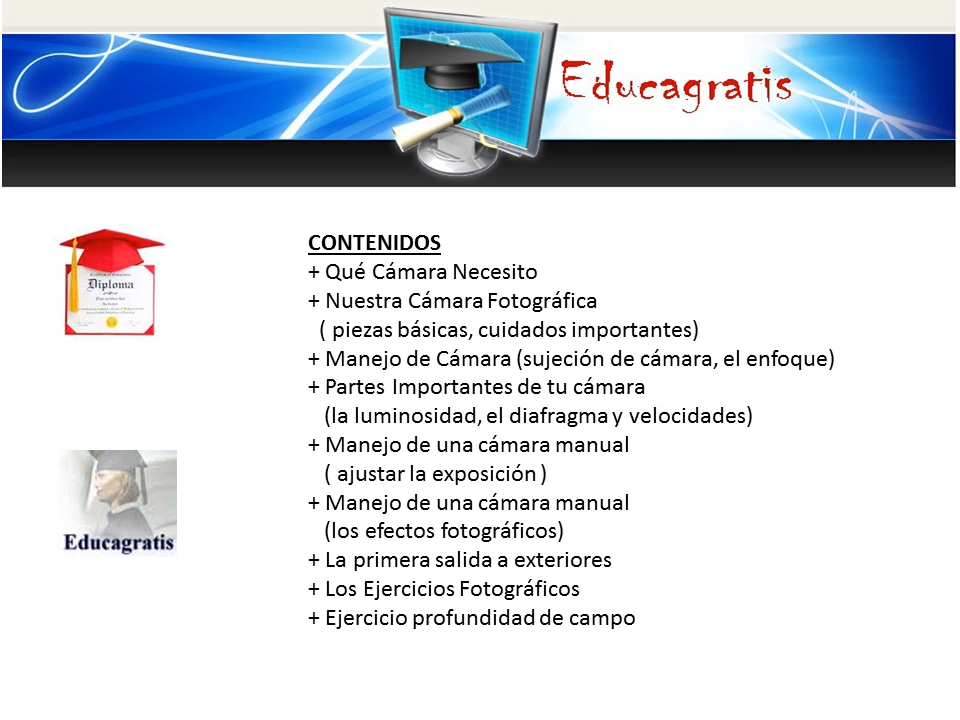 Educagratis
CONTENIDOS
+ Qué Cámara Necesito
+ Nuestra Cámara Fotográfica
( piezas básicas, cuidados importantes)
+ Manejo de Cámara (sujeción de cámara, el enfoque)
+ Partes Importantes de tu cámara
(la luminosidad, el diafragma y velocidades)
+ Manejo de una cámara manual
( ajustar la exposición )
+ Manejo de una cámara manual
(los efectos fotográficos)
+ La primera salida a exteriores
+ Los Ejercicios Fotográficos
+ Ejercicio profundidad de campo
Diploma
Educagratis